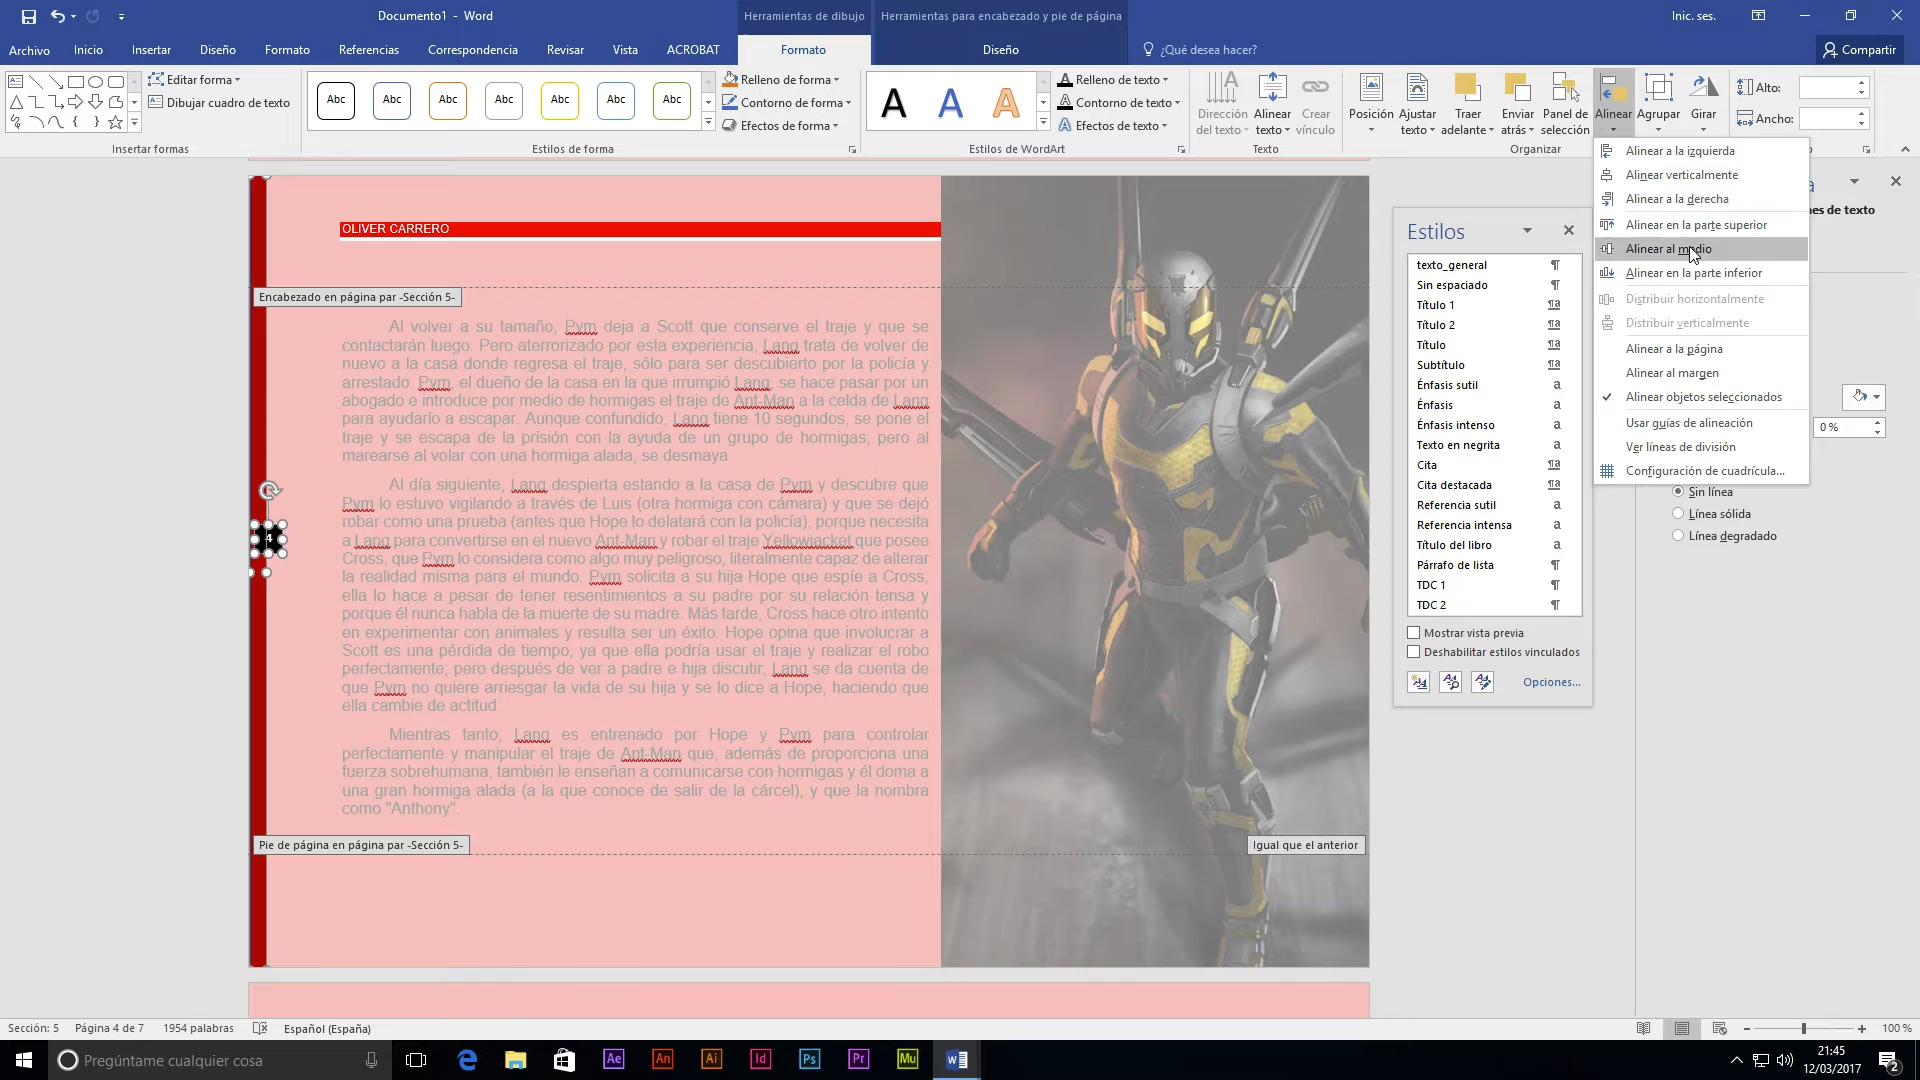 Documento1 - Word
Herramientas de dibujo
Herramientas para encabezado y pie de página
Inic. ses.
Archivo
Inicio
Insertar
Diseño
Formato
Referencias
Correspondencia
Revisar
Vista
ACROBAT
Formato
Diseño
¿Qué desea hacer?
Compartir
Editar forma
Dibujar cuadro de texto
Insertar formas
Abc Abc Abc Abc Abc Abc Abc
Relleno de forma
Contorno de forma
Efectos de forma
Estilos de forma
A A A
Relleno de texto
Contorno de texto
Efectos de texto
Estilos de WordArt
Dirección del texto
Alinear texto
Crear vínculo
Texto
Posición
Ajustar texto
Traer adelante
Enviar atrás
Panel de selección
Alinear
Agrupar
Girar
Organizar
Alto:
Ancho:
Alinear a la izquierda
Alinear verticalmente
Alinear a la derecha
Alinear en la parte superior
Alinear al medio
Alinear en la parte inferior
Distribuir horizontalmente
Distribuir verticalmente
Alinear a la página
Alinear al margen
Alinear objetos seleccionados
Usar guías de alineación
Ver líneas de división
Configuración de cuadrícula...
es de texto
0 %
Sin línea
Línea sólida
Línea degradado
OLIVER CARRERO
Encabezado en página par -Sección 5-
Al volver a su tamaño, Pym deja a Scott que conserve el traje y que se
contactarán luego. Pero aterrorizado por esta experiencia, Lang trata de volver de
nuevo a la casa donde regresa el traje, sólo para ser descubierto por la policía y
arrestado. Pym, el dueño de la casa en la que irrumpió Lang, se hace pasar por un
abogado e introduce por medio de hormigas el traje de Ant-Man a la celda de Lang
para ayudarlo a escapar. Aunque confundido, Lang tiene 10 segundos, se pone el
traje y se escapa de la prisión con la ayuda de un grupo de hormigas, pero al
marearse al volar con una hormiga alada, se desmaya.
Al día siguiente, Lang despierta estando a la casa de Pym y descubre que
Pym lo estuvo vigilando a través de Luis (otra hormiga con cámara) y que se dejó
robar como una prueba (antes que Hope lo delatará con la policía), porque necesita
a Lang para convertirse en el nuevo Ant-Man y robar el traje Yellowjacket que posee
Cross, que Pym lo considera como algo muy peligroso, literalmente capaz de alterar
la realidad misma para el mundo. Pym solicita a su hija Hope que espíe a Cross,
ella lo hace a pesar de tener resentimientos a su padre por su relación tensa y
porque él nunca habla de la muerte de su madre. Más tarde, Cross hace otro intento
en experimentar con animales y resulta ser un éxito. Hope opina que involucrar a
Scott es una pérdida de tiempo, ya que ella podría usar el traje y realizar el robo
perfectamente; pero después de ver a padre e hija discutir, Lang se da cuenta de
que Pym no quiere arriesgar la vida de su hija y se lo dice a Hope, haciendo que
ella cambie de actitud.
Mientras tanto, Lang es entrenado por Hope y Pym para controlar
perfectamente y manipular el traje de Ant-Man que, además de proporciona una
fuerza sobrehumana, también le enseñan a comunicarse con hormigas y él doma a
una gran hormiga alada (a la que conoce de salir de la cárcel), y que la nombra
como "Anthony".
4
Pie de página en página par -Sección 5-
Igual que el anterior
Estilos
texto_general
Sin espaciado
Título 1
Título 2
Título
Subtítulo
Énfasis sutil
Énfasis
Énfasis intenso
Texto en negrita
Cita
Cita destacada
Referencia sutil
Referencia intensa
Título del libro
Párrafo de lista
TDC 1
TDC 2
Mostrar vista previa
Deshabilitar estilos vinculados
Opciones...
Sección: 5
Página 4 de 7
1954 palabras
Español (España)
100 %
Pregúntame cualquier cosa
Ae An Ai Id Ps Pr Mu
21:45
12/03/2017
2